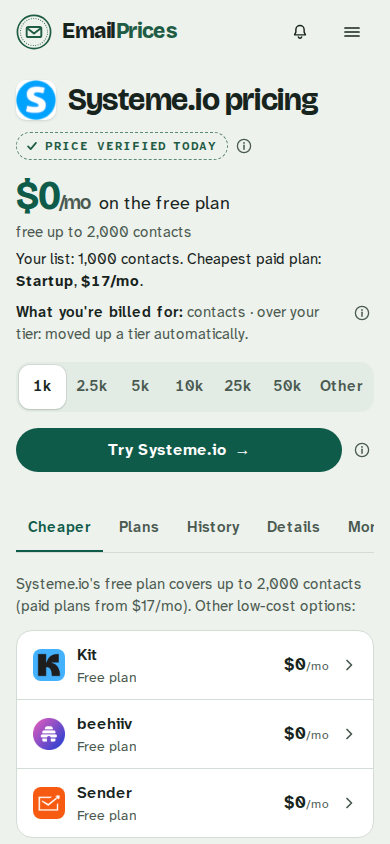 EmailPrices
Systeme.io pricing
PRICE VERIFIED TODAY
$0/mo on the free plan
free up to 2,000 contacts
Your list: 1,000 contacts. Cheapest paid plan:
Startup, $17/mo.
What you're billed for: contacts · over your
tier: moved up a tier automatically.
1k 2.5k 5k 10k 25k 50k Other
Try Systeme.io →
Cheaper Plans History Details Mor
Systeme.io's free plan covers up to 2,000 contacts
(paid plans from $17/mo). Other low-cost options:
Kit
Free plan
$0/mo
beehiiv
Free plan
$0/mo
Sender
Free plan
$0/mo